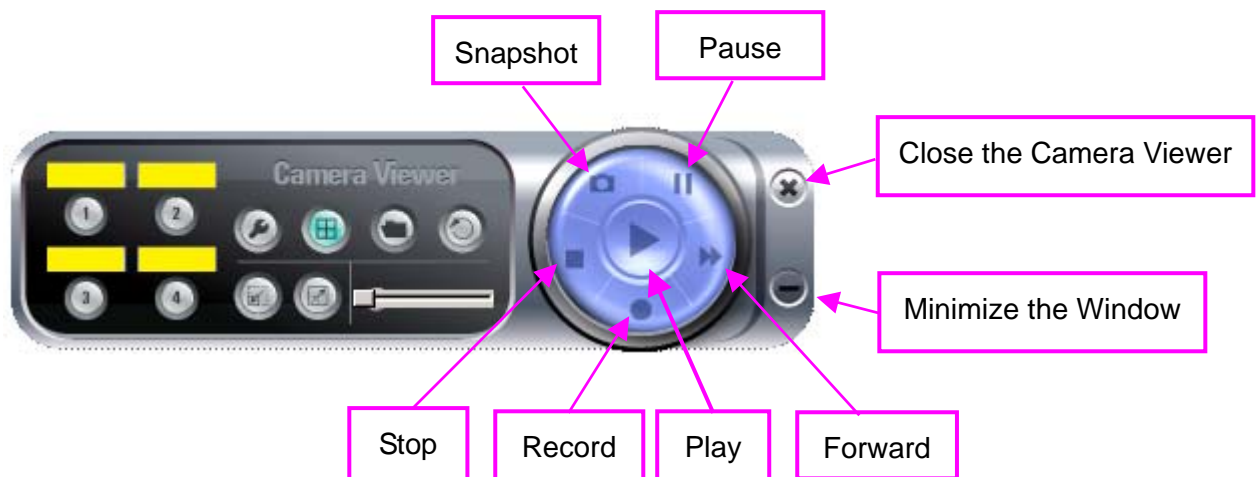 Snapshot
Pause
Close the Camera Viewer
Camera Viewer
1
2
3
4
Minimize the Window
Stop
Record
Play
Forward